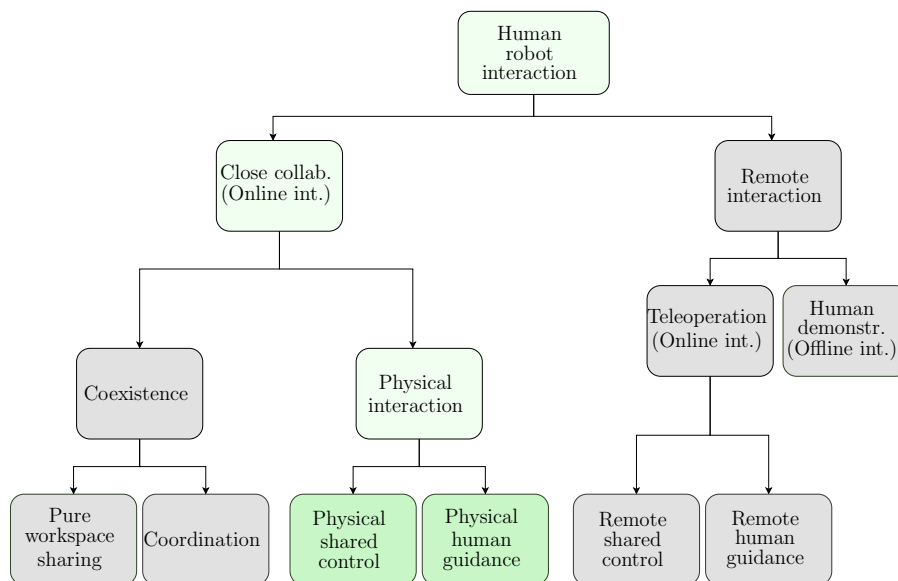 Human
robot
interaction
Close collab.
(Online int.)
Remote
interaction
Teleoperation
(Online int.)
Human
demonstr.
(Offline int.)
Coexistence
Physical
interaction
Pure
workspace
sharing
Coordination
Physical
shared
control
Physical
human
guidance
Remote
shared
control
Remote
human
guidance